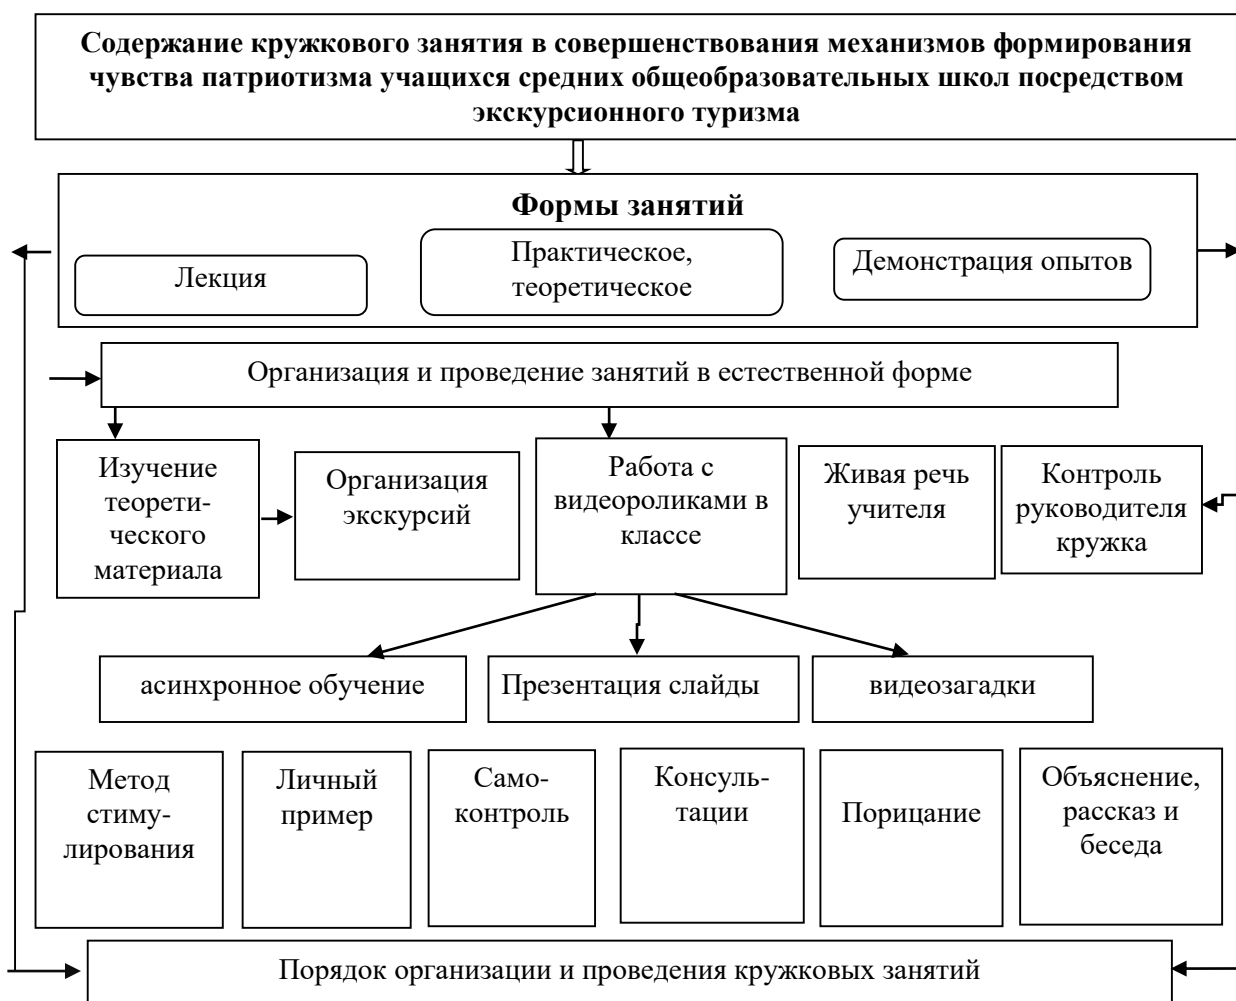 Содержание кружкового занятия в совершенствования механизмов формирования
чувства патриотизма учащихся средних общеобразовательных школ посредством
экскурсионного туризма
Формы занятий
Лекция
Практическое,
теоретическое
Демонстрация опытов
Организация и проведение занятий в естественной форме
Изучение
теорети-
ческого
материала
Организация
экскурсий
Работа с
видеороликами в
классе
Живая речь
учителя
Контроль
руководителя
кружка
асинхронное обучение
Презентация слайды
видеозагадки
Метод
стиму-
лирования
Личный
пример
Само-
контроль
Консуль-
тации
Порицание
Объяснение,
рассказ и
беседа
Порядок организации и проведения кружковых занятий